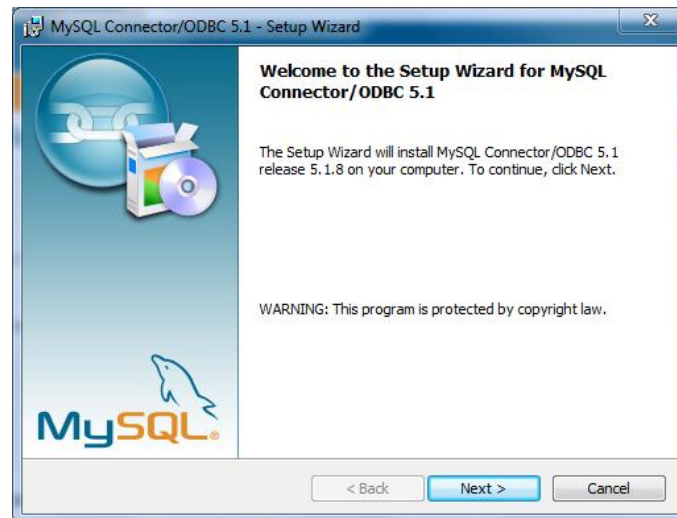 MySQL Connector/ODBC 5.1 - Setup Wizard
Welcome to the Setup Wizard for MySQL
Connector/ODBC 5.1
The Setup Wizard will install MySQL Connector/ODBC 5.1
release 5.1.8 on your computer. To continue, click Next.
WARNING: This program is protected by copyright law.
MySQL®
< Back Next > Cancel